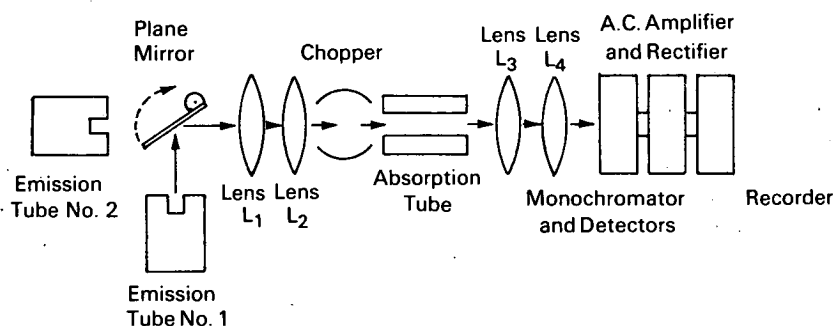 Plane
Mirror
Chopper
Lens
L3
Lens
L4
A.C. Amplifier
and Rectifier
Emission
Tube No. 2
Lens
L1
Lens
L2
Absorption
Tube
Monochromator
and Detectors
Recorder
Emission
Tube No. 1